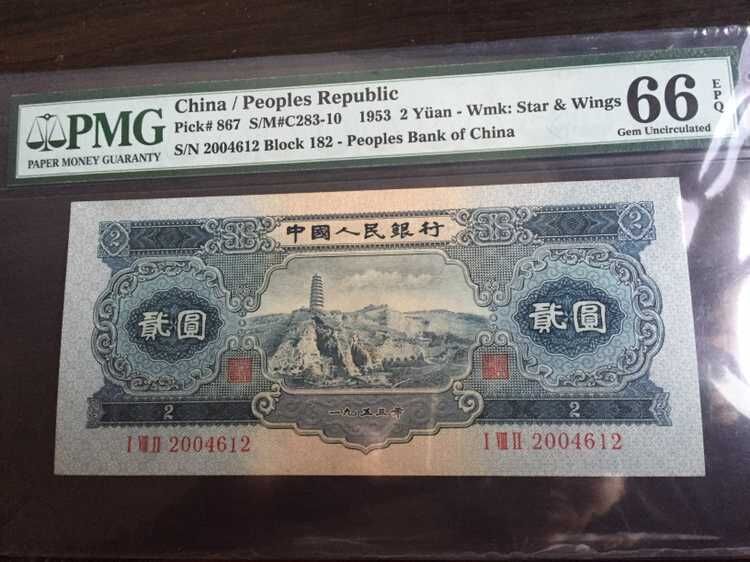 PMG
PAPER MONEY GUARANTY
China / Peoples Republic
Pick# 867 S/M#C283-10 1953 2 Yüan - Wmk: Star & Wings
S/N 2004612 Block 182 - Peoples Bank of China
66 EPQ
Gem Uncirculated
中國人民銀行
2 2
貳圓 貳圓
一九五三年
2 2
I VIII II 2004612 I VIII II 2004612